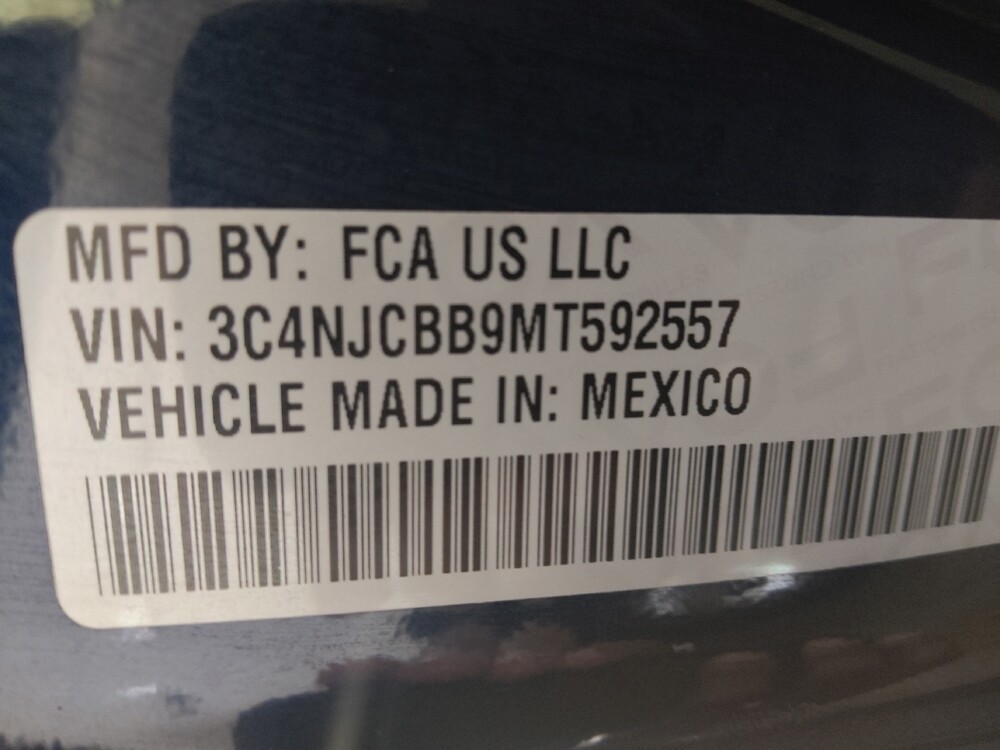 MFD BY: FCA US LLC
VIN: 3C4NJCBB9MT592557
VEHICLE MADE IN: MEXICO